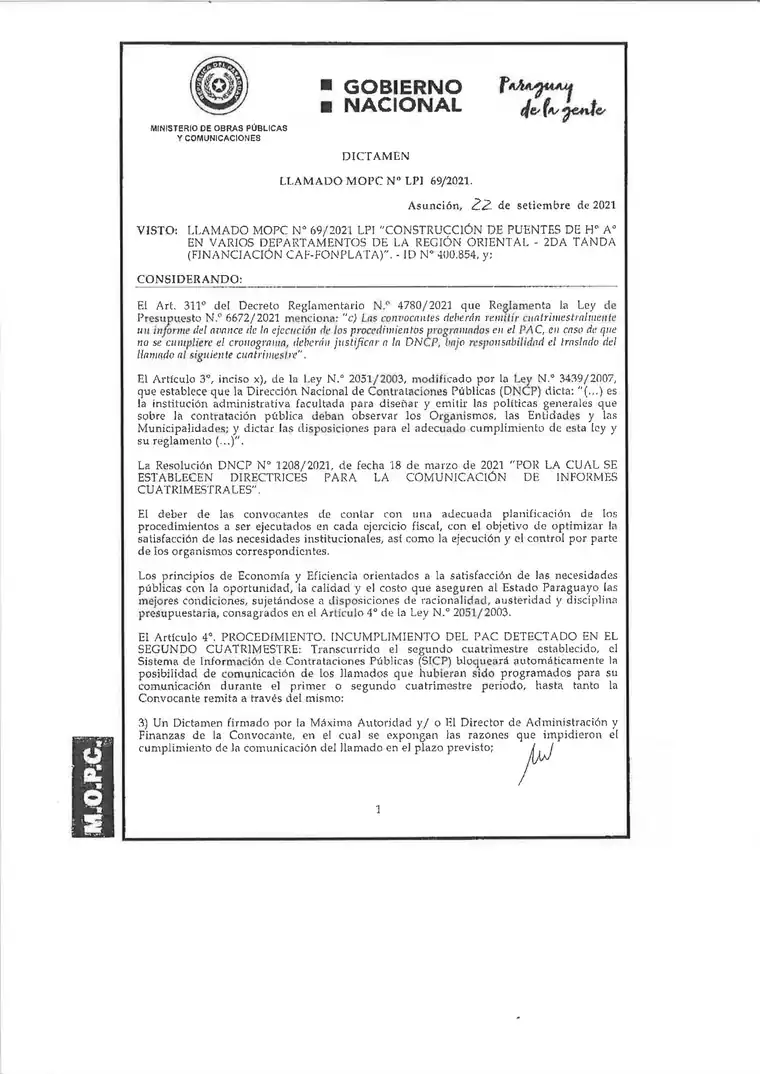 REPUBLICA DEL PARAGUAY
MINISTERIO DE OBRAS PÚBLICAS
Y COMUNICACIONES
GOBIERNO
NACIONAL
Paraguay
de la gente
DICTAMEN
LLAMADO MOPC Nº LPI 69/2021.
Asunción, 22 de setiembre de 2021
VISTO: LLAMADO MOPC Nº 69/2021 LPI "CONSTRUCCIÓN DE PUENTES DE Hº Aº
EN VARIOS DEPARTAMENTOS DE LA REGIÓN ORIENTAL - 2DA TANDA
(FINANCIACIÓN CAF-FONPLATA)". - ID Nº 400.854, y;
CONSIDERANDO:
El Art. 311º del Decreto Reglamentario N.º 4780/2021 que Reglamenta la Ley de
Presupuesto N.º 6672/2021 menciona: "c) Las convocantes deberán remitir cuatrimestralmente
un informe del avance de la ejecución de los procedimientos programados en el PAC, en caso de que
no se cumpliere el cronograma, deberán justificar a la DNCP, bajo responsabilidad el traslado del
llamado al siguiente cuatrimestre".
El Artículo 3º, inciso x), de la Ley N.º 2051/2003, modificado por la Ley N.º 3439/2007,
que establece que la Dirección Nacional de Contrataciones Públicas (DNCP) dicta: "(...) es
la institución administrativa facultada para diseñar y emitir las políticas generales que
sobre la contratación pública deban observar los Organismos, las Entidades y las
Municipalidades; y dictar las disposiciones para el adecuado cumplimiento de esta ley y
su reglamento (...)".
La Resolución DNCP Nº 1208/2021, de fecha 18 de marzo de 2021 "POR LA CUAL SE
ESTABLECEN DIRECTRICES PARA LA COMUNICACIÓN DE INFORMES
CUATRIMESTRALES".
El deber de las convocantes de contar con una adecuada planificación de los
procedimientos a ser ejecutados en cada ejercicio fiscal, con el objetivo de optimizar la
satisfacción de las necesidades institucionales, así como la ejecución y el control por parte
de los organismos correspondientes.
Los principios de Economía y Eficiencia orientados a la satisfacción de las necesidades
públicas con la oportunidad, la calidad y el costo que aseguren al Estado Paraguayo las
mejores condiciones, sujetándose a disposiciones de racionalidad, austeridad y disciplina
presupuestaria, consagrados en el Artículo 4º de la Ley N.º 2051/2003.
El Artículo 4º. PROCEDIMIENTO. INCUMPLIMIENTO DEL PAC DETECTADO EN EL
SEGUNDO CUATRIMESTRE: Transcurrido el segundo cuatrimestre establecido, el
Sistema de Información de Contrataciones Públicas (SICP) bloqueará automáticamente la
posibilidad de comunicación de los llamados que hubieran sido programados para su
comunicación durante el primer o segundo cuatrimestre periodo, hasta tanto la
Convocante remita a través del mismo:
3) Un Dictamen firmado por la Máxima Autoridad y/ o El Director de Administración y
Finanzas de la Convocante, en el cual se expongan las razones que impidieron el
cumplimiento de la comunicación del llamado en el plazo previsto;
M.O.P.C.
1